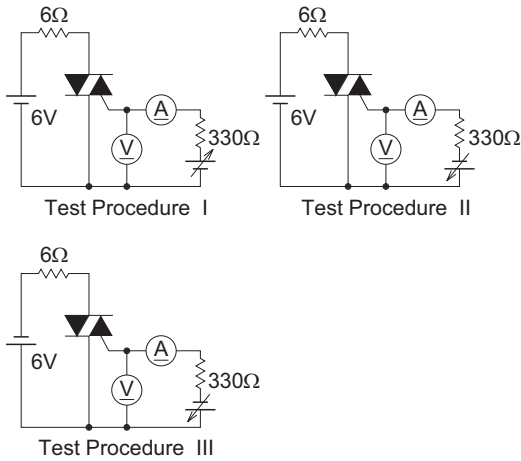 6Ω
6V
A
V
330Ω
Test Procedure I
6Ω
6V
A
V
330Ω
Test Procedure II
6Ω
6V
A
V
330Ω
Test Procedure III